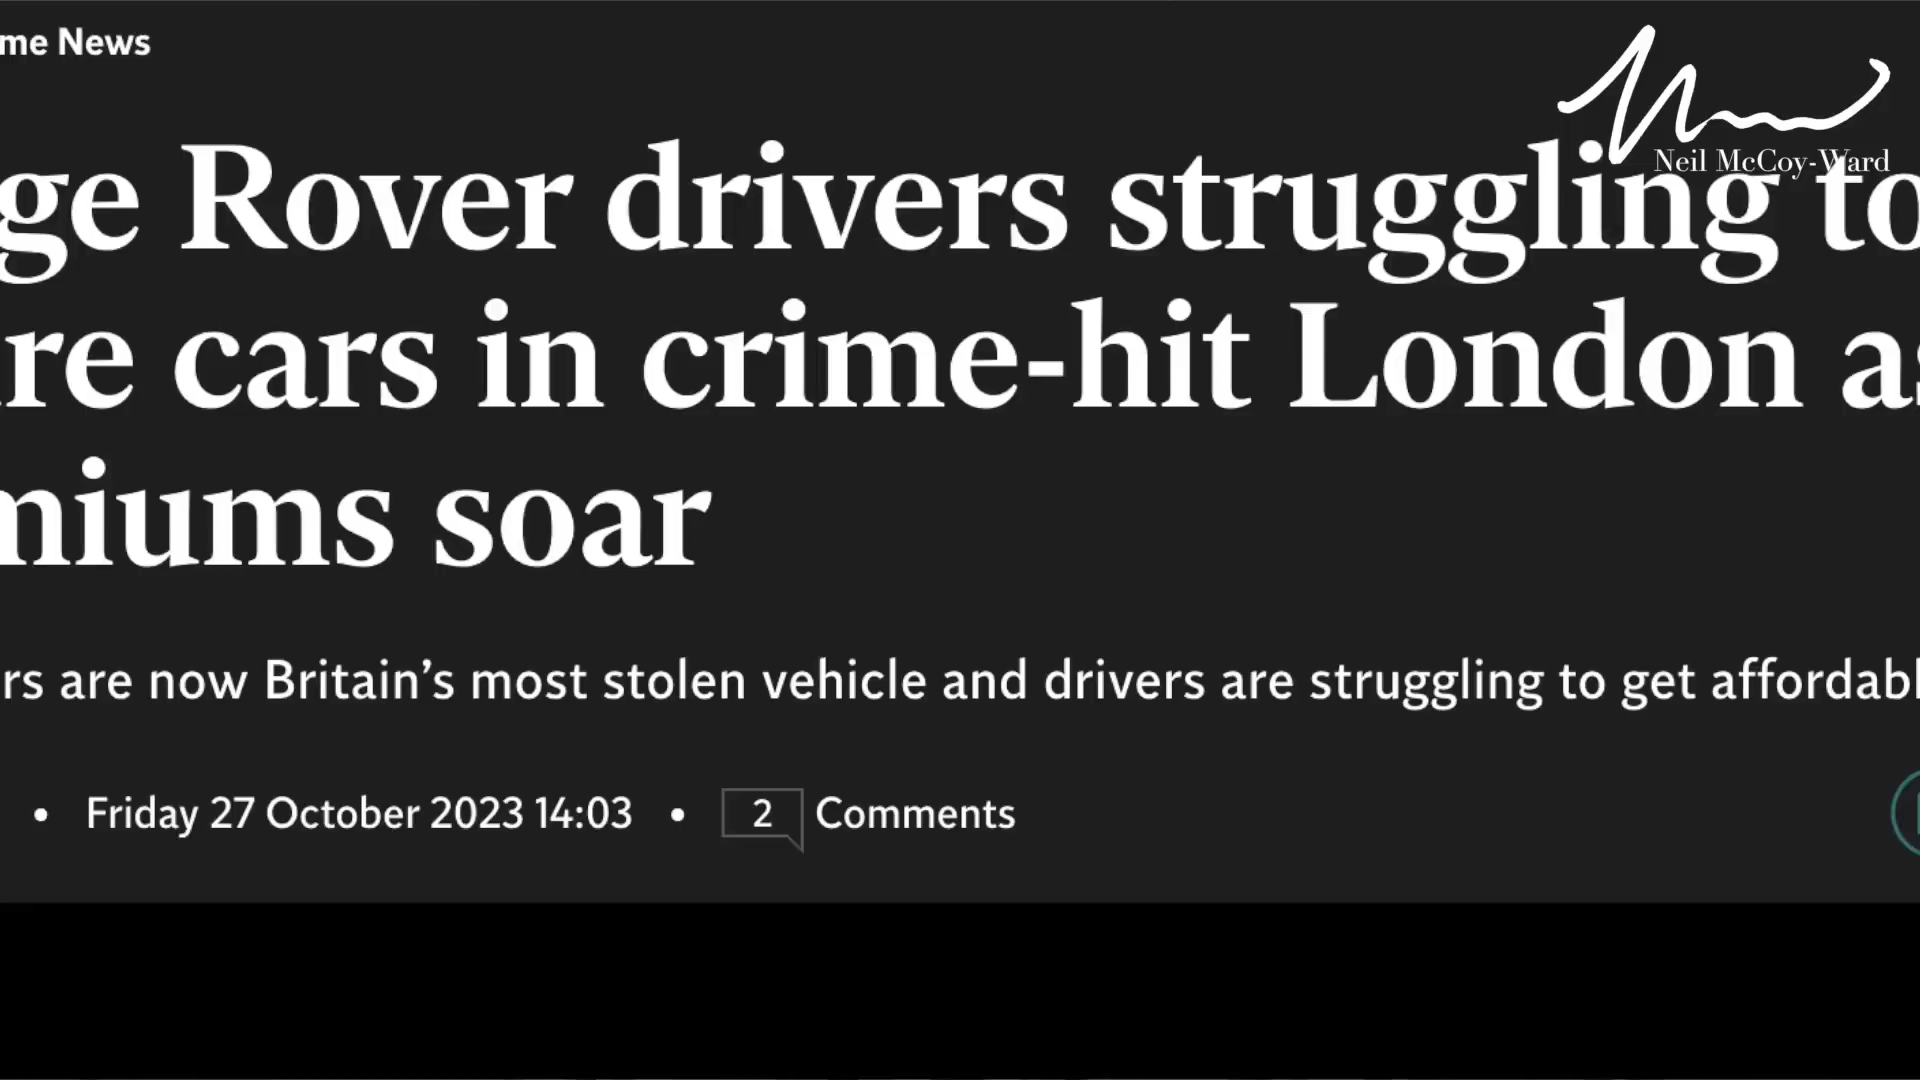 me News
Neil McCoy-Ward
ge Rover drivers struggling to
re cars in crime-hit London as
miums soar
rs are now Britain’s most stolen vehicle and drivers are struggling to get affordabl
• Friday 27 October 2023 14:03 • 2 Comments